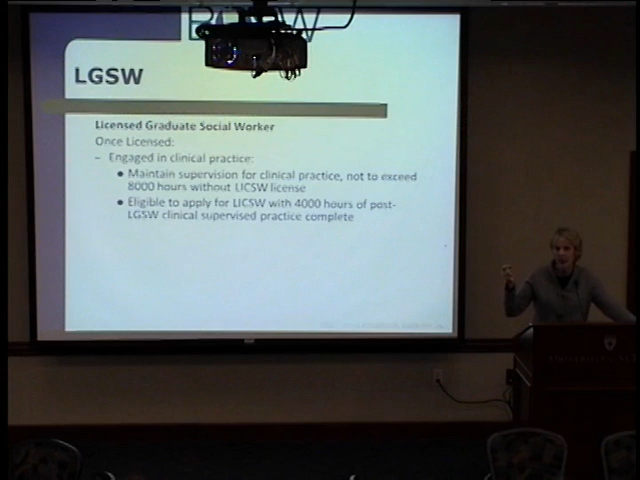 LGSW
Licensed Graduate Social Worker
Once Licensed:
– Engaged in clinical practice:
● Maintain supervision for clinical practice, not to exceed
8000 hours without LICSW license
● Eligible to apply for LICSW with 4000 hours of post-
LGSW clinical supervised practice complete